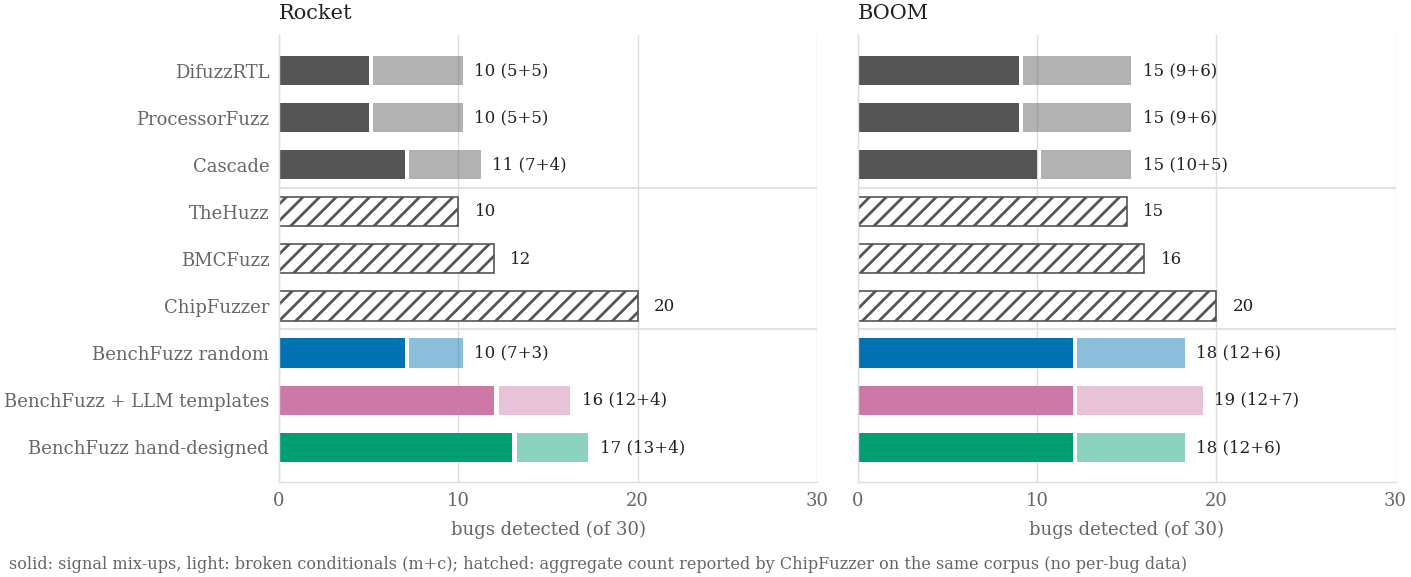 Rocket
BOOM
DifuzzRTL
10 (5+5)
15 (9+6)
ProcessorFuzz
10 (5+5)
15 (9+6)
Cascade
11 (7+4)
15 (10+5)
TheHuzz
10
15
BMCFuzz
12
16
ChipFuzzer
20
20
BenchFuzz random
10 (7+3)
18 (12+6)
BenchFuzz + LLM templates
16 (12+4)
19 (12+7)
BenchFuzz hand-designed
17 (13+4)
18 (12+6)
0 10 20 30
0 10 20 30
bugs detected (of 30)
bugs detected (of 30)
solid: signal mix-ups, light: broken conditionals (m+c); hatched: aggregate count reported by ChipFuzzer on the same corpus (no per-bug data)